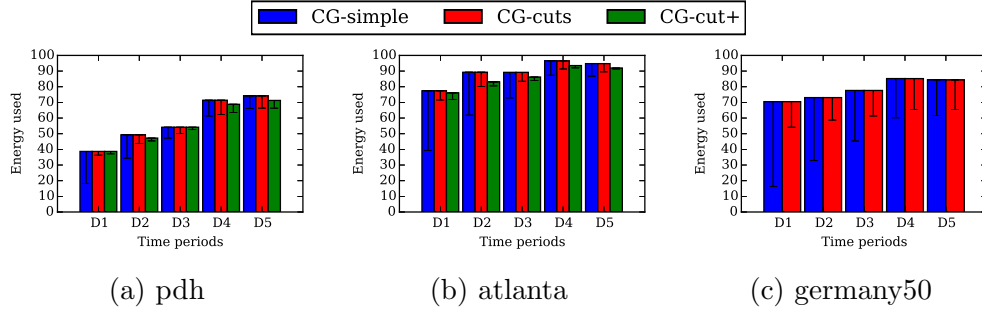 CG-simple CG-cuts CG-cut+
100
90
80
70
60
50
40
30
20
10
0
Energy used
D1 D2 D3 D4 D5
Time periods
(a) pdh
100
90
80
70
60
50
40
30
20
10
0
Energy used
D1 D2 D3 D4 D5
Time periods
(b) atlanta
100
90
80
70
60
50
40
30
20
10
0
Energy used
D1 D2 D3 D4 D5
Time periods
(c) germany50